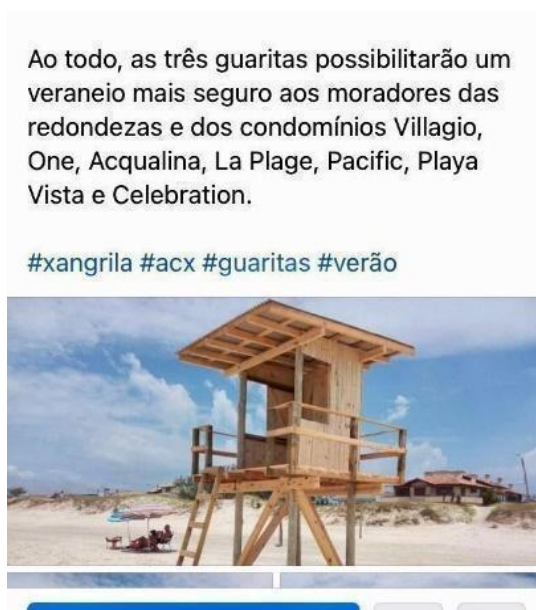 Ao todo, as três guaritas possibilitarão um
veraneio mais seguro aos moradores das
redondezas e dos condomínios Villagio,
One, Acqualina, La Plage, Pacific, Playa
Vista e Celebration.
#xangrila #acx #guaritas #verão